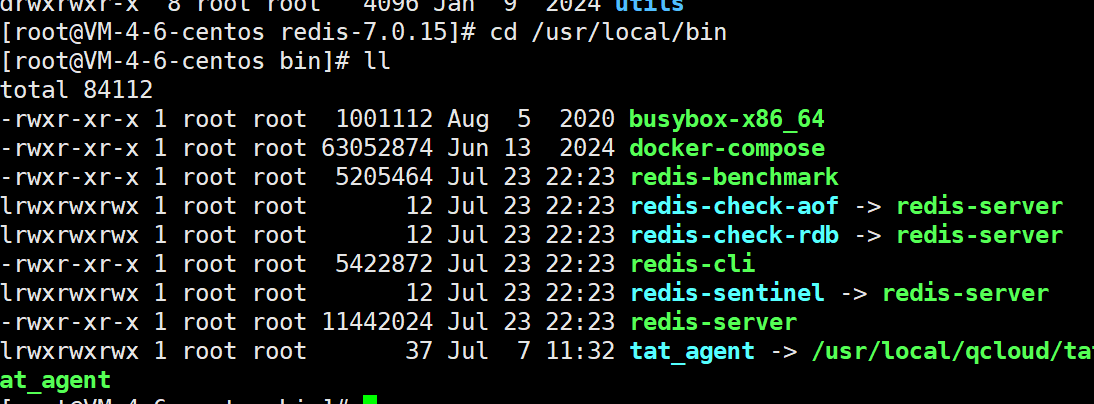 drwxrwxr-x  8 root root   4096 Jan  9  2024 utils
[root@VM-4-6-centos redis-7.0.15]# cd /usr/local/bin
[root@VM-4-6-centos bin]# ll
total 84112
-rwxr-xr-x 1 root root  1001112 Aug  5  2020 busybox-x86_64
-rwxr-xr-x 1 root root 63052874 Jun 13  2024 docker-compose
-rwxr-xr-x 1 root root  5205464 Jul 23 22:23 redis-benchmark
lrwxrwxrwx 1 root root       12 Jul 23 22:23 redis-check-aof -> redis-server
lrwxrwxrwx 1 root root       12 Jul 23 22:23 redis-check-rdb -> redis-server
-rwxr-xr-x 1 root root  5422872 Jul 23 22:23 redis-cli
lrwxrwxrwx 1 root root       12 Jul 23 22:23 redis-sentinel -> redis-server
-rwxr-xr-x 1 root root 11442024 Jul 23 22:23 redis-server
lrwxrwxrwx 1 root root       37 Jul  7 11:32 tat_agent -> /usr/local/qcloud/tat
at_agent
[root@VM-4-6-centos bin]#